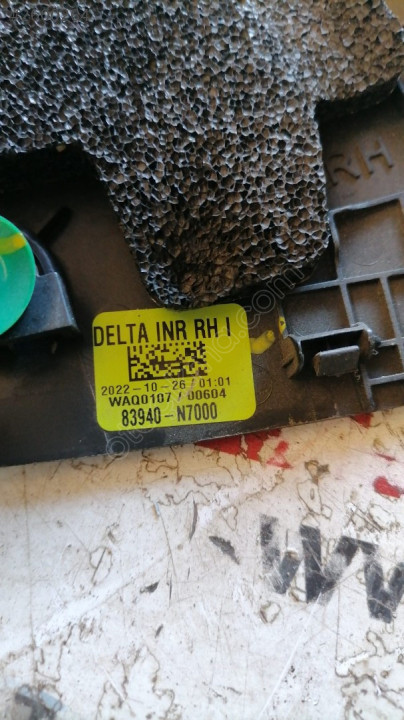 RH
DELTA INR RH I
2022-10-26/01:01
WAQ0107/00604
83940-N7000